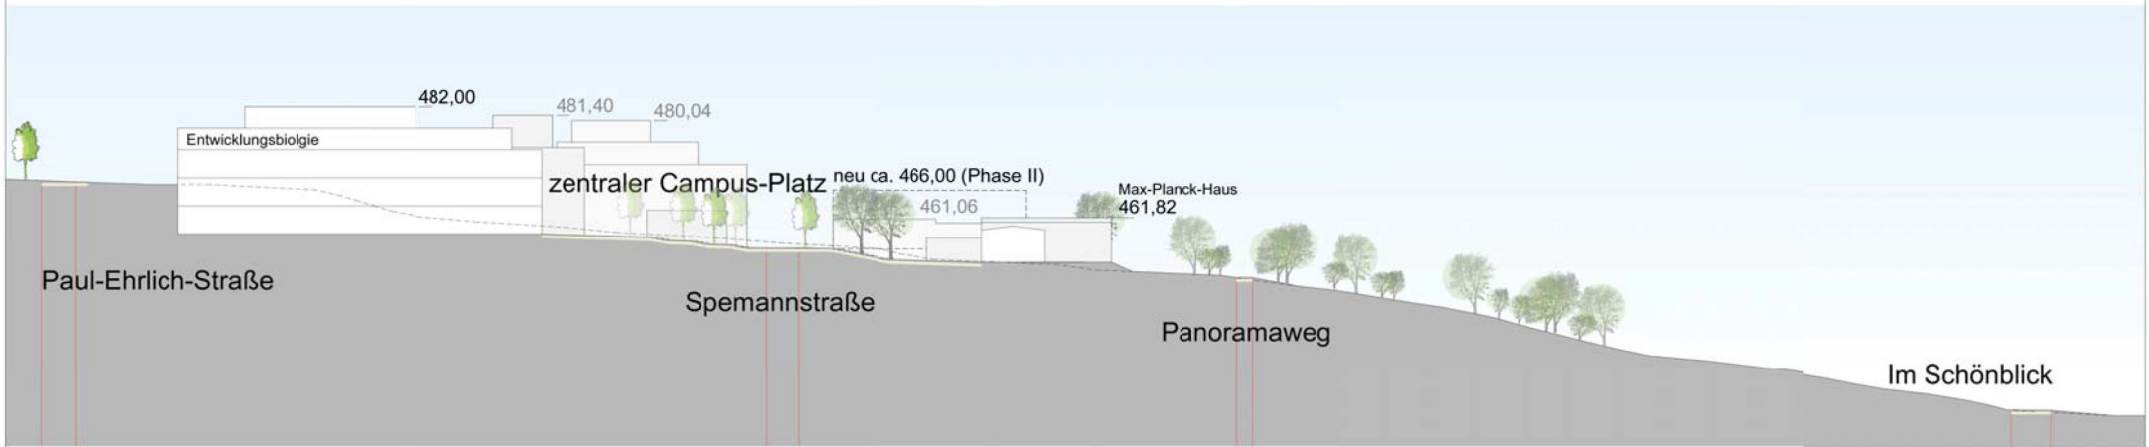 482,00
481,40
480,04
Entwicklungsbiolgie
zentraler Campus-Platz
neu ca. 466,00 (Phase II)
461,06
Max-Planck-Haus
461,82
Paul-Ehrlich-Straße
Spemannstraße
Panoramaweg
Im Schönblick